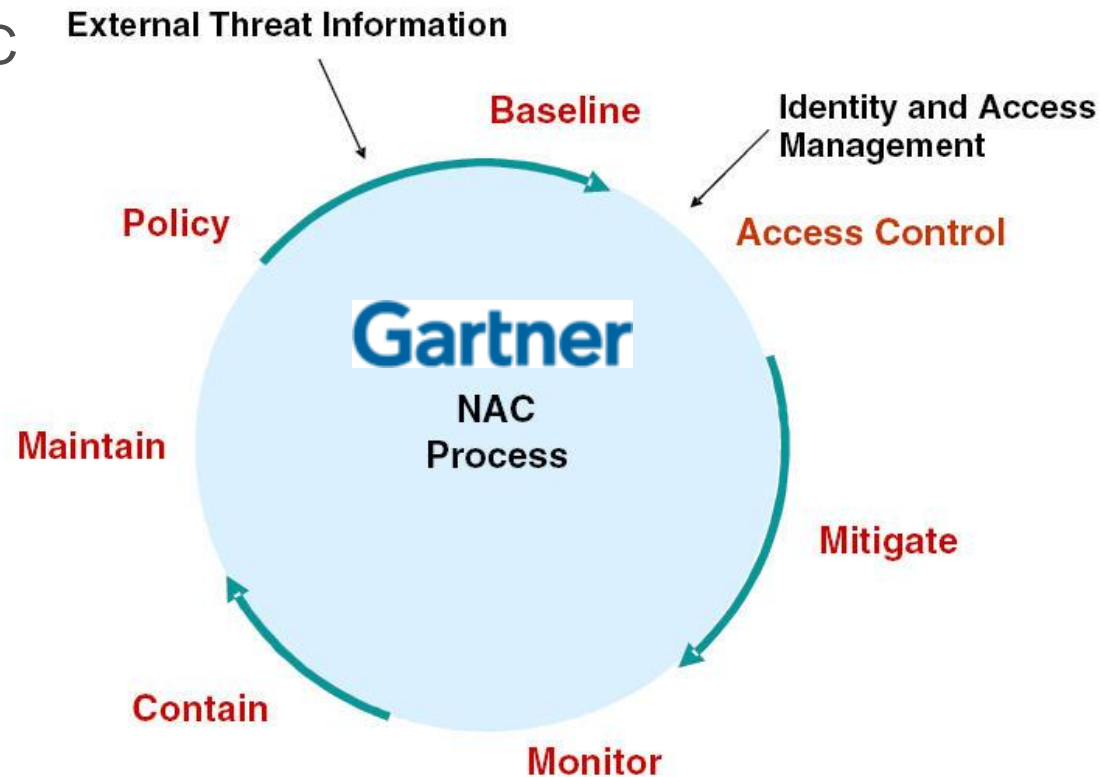 C
External Threat Information
Baseline
Identity and Access
Management
Policy
Access Control
Gartner
NAC
Process
Maintain
Mitigate
Contain
Monitor